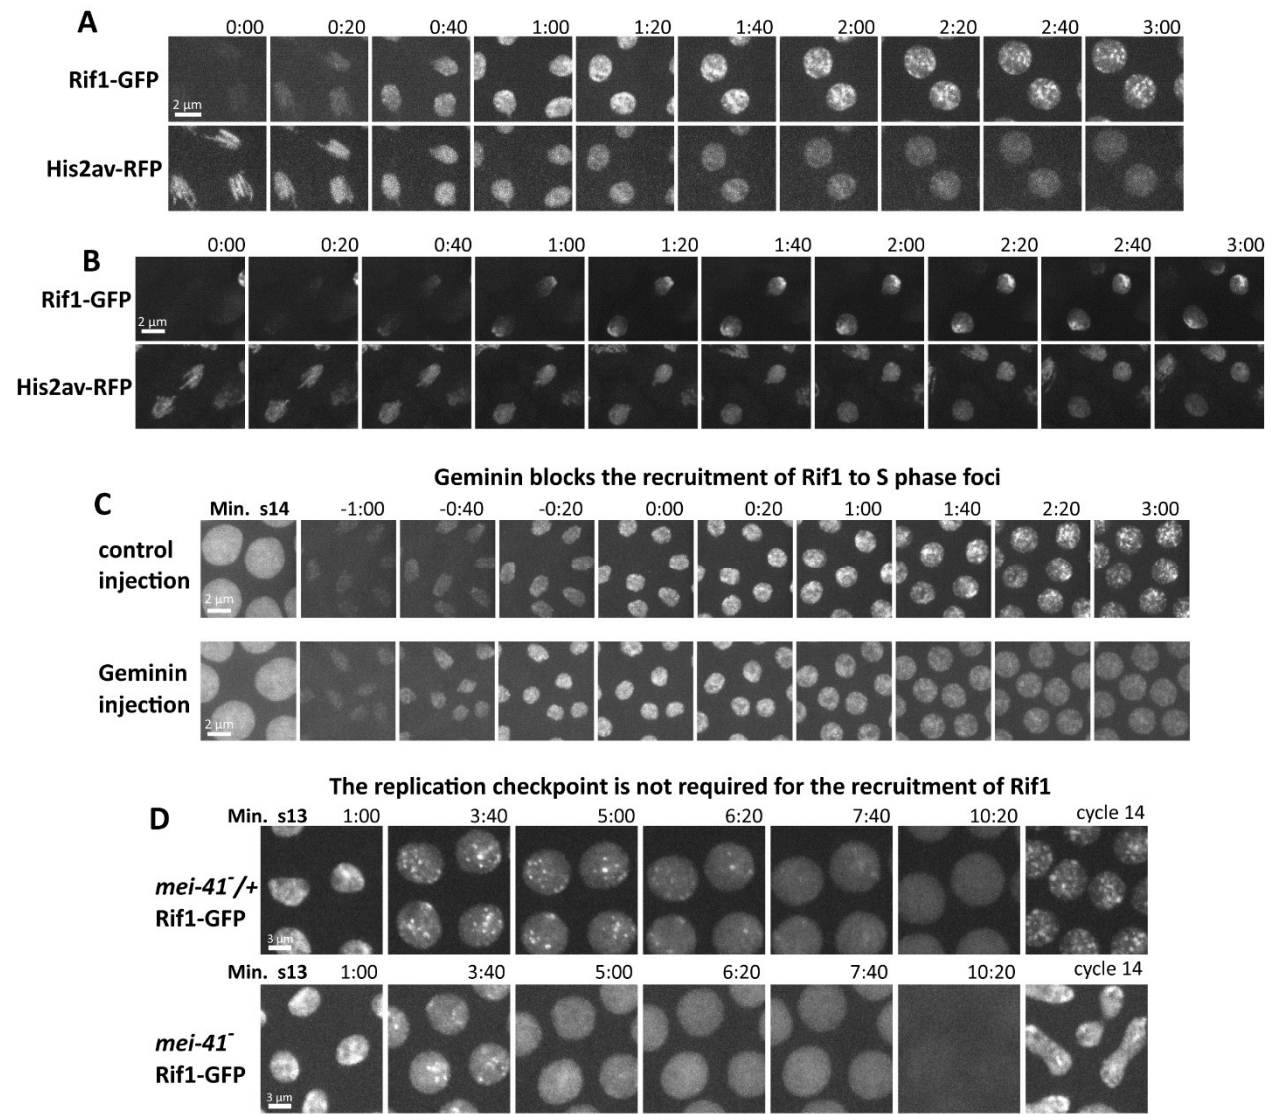 A
0:00 0:20 0:40 1:00 1:20 1:40 2:00 2:20 2:40 3:00
Rif1-GFP
2 µm
His2av-RFP
B
0:00 0:20 0:40 1:00 1:20 1:40 2:00 2:20 2:40 3:00
Rif1-GFP
2 µm
His2av-RFP
Geminin blocks the recruitment of Rif1 to S phase foci
C
Min. s14 -1:00 -0:40 -0:20 0:00 0:20 1:00 1:40 2:20 3:00
control
injection
2 µm
Geminin
injection
2 µm
The replication checkpoint is not required for the recruitment of Rif1
D
Min. s13 1:00 3:40 5:00 6:20 7:40 10:20 cycle 14
mei-41⁻/+
Rif1-GFP
3 µm
Min. s13 1:00 3:40 5:00 6:20 7:40 10:20 cycle 14
mei-41⁻
Rif1-GFP
3 µm